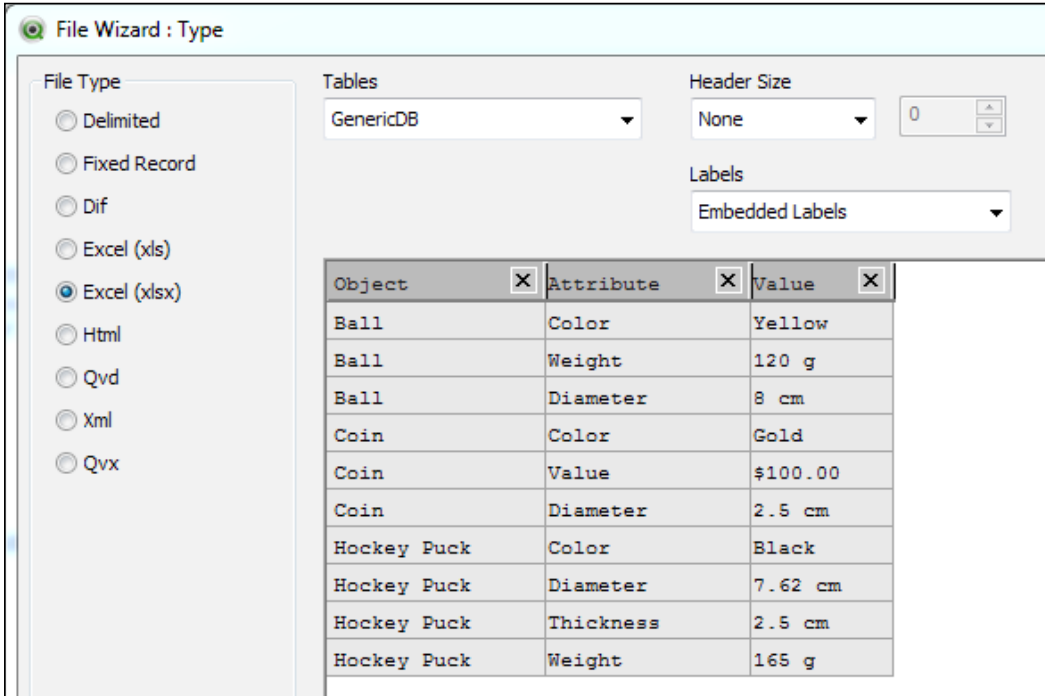 File Wizard : Type
File Type
Delimited
Fixed Record
Dif
Excel (xls)
Excel (xlsx)
Html
Qvd
Xml
Qvx
Tables
GenericDB
Header Size
None
0
Labels
Embedded Labels
Object Attribute Value
Ball Color Yellow
Ball Weight 120 g
Ball Diameter 8 cm
Coin Color Gold
Coin Value $100.00
Coin Diameter 2.5 cm
Hockey Puck Color Black
Hockey Puck Diameter 7.62 cm
Hockey Puck Thickness 2.5 cm
Hockey Puck Weight 165 g